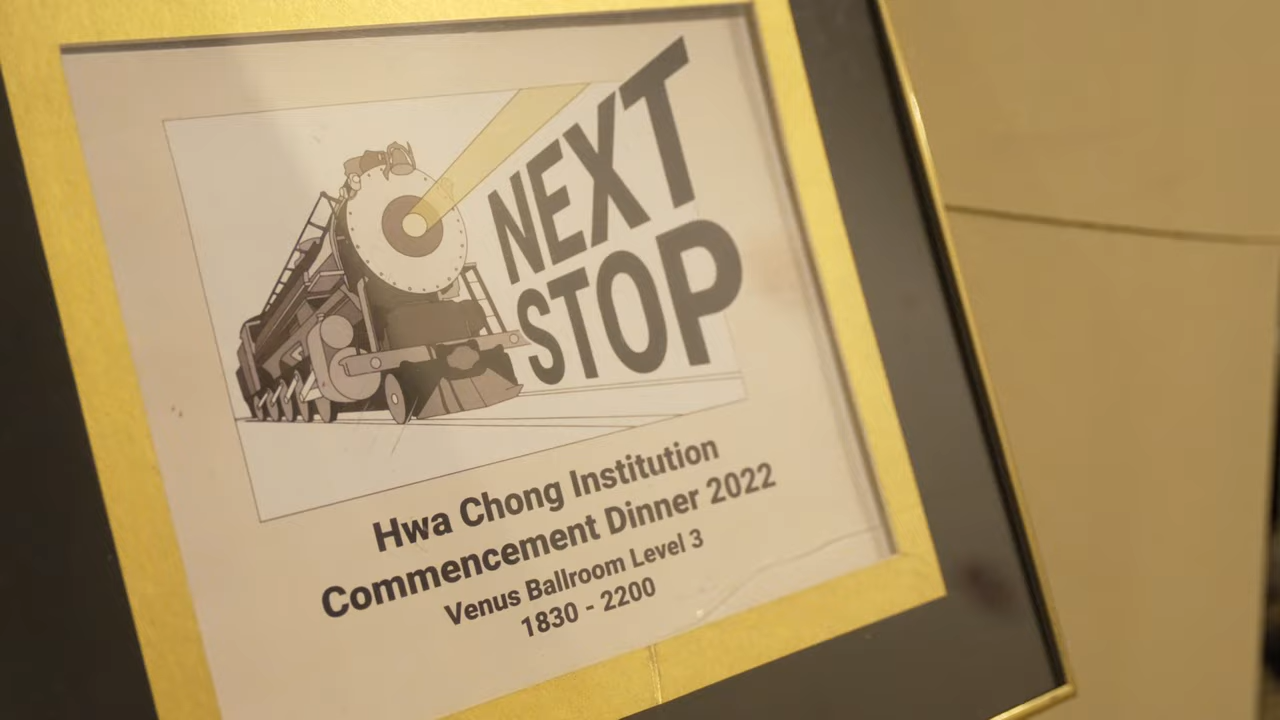 NEXT
STOP
Hwa Chong Institution
Commencement Dinner 2022
Venus Ballroom Level 3
1830 - 2200